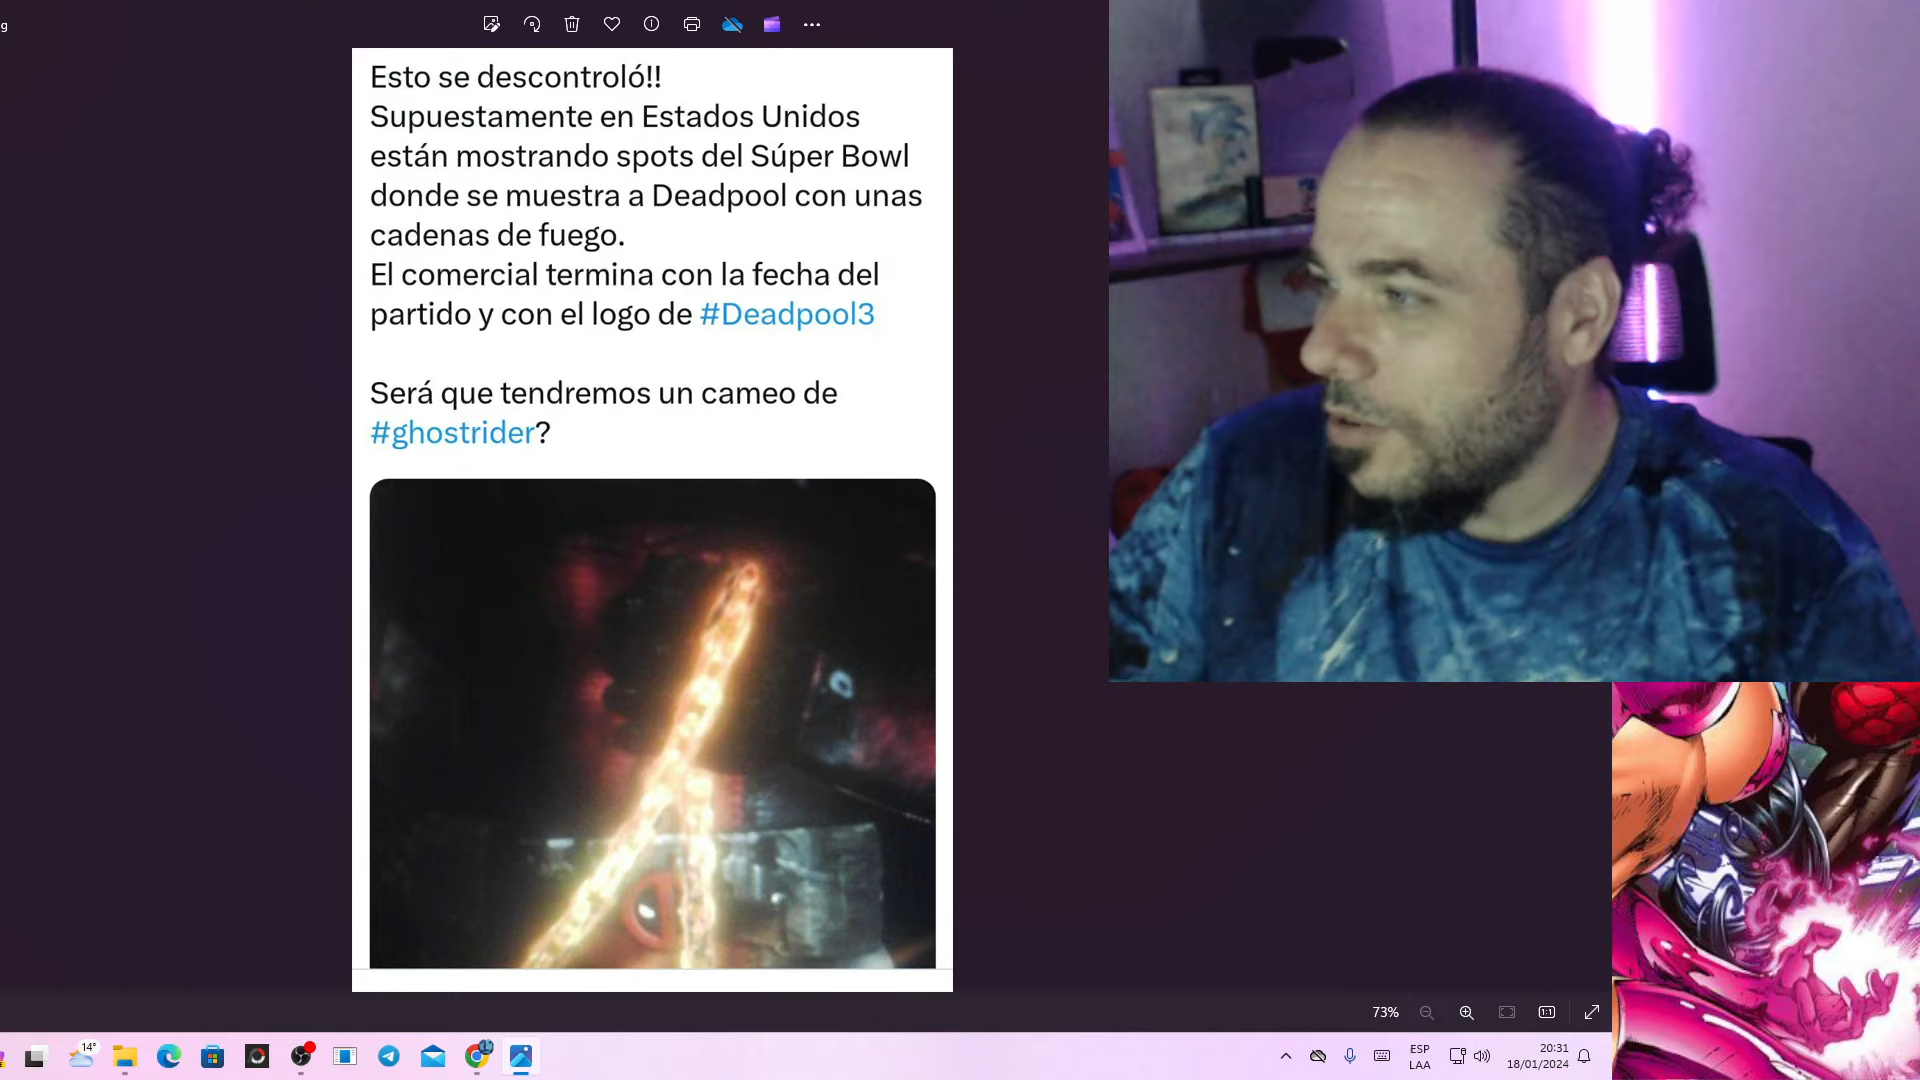 g
Esto se descontroló!!
Supuestamente en Estados Unidos
están mostrando spots del Súper Bowl
donde se muestra a Deadpool con unas
cadenas de fuego.
El comercial termina con la fecha del
partido y con el logo de #Deadpool3
Será que tendremos un cameo de
#ghostrider?
73%
1:1
14°
ESP
LAA
20:31
18/01/2024